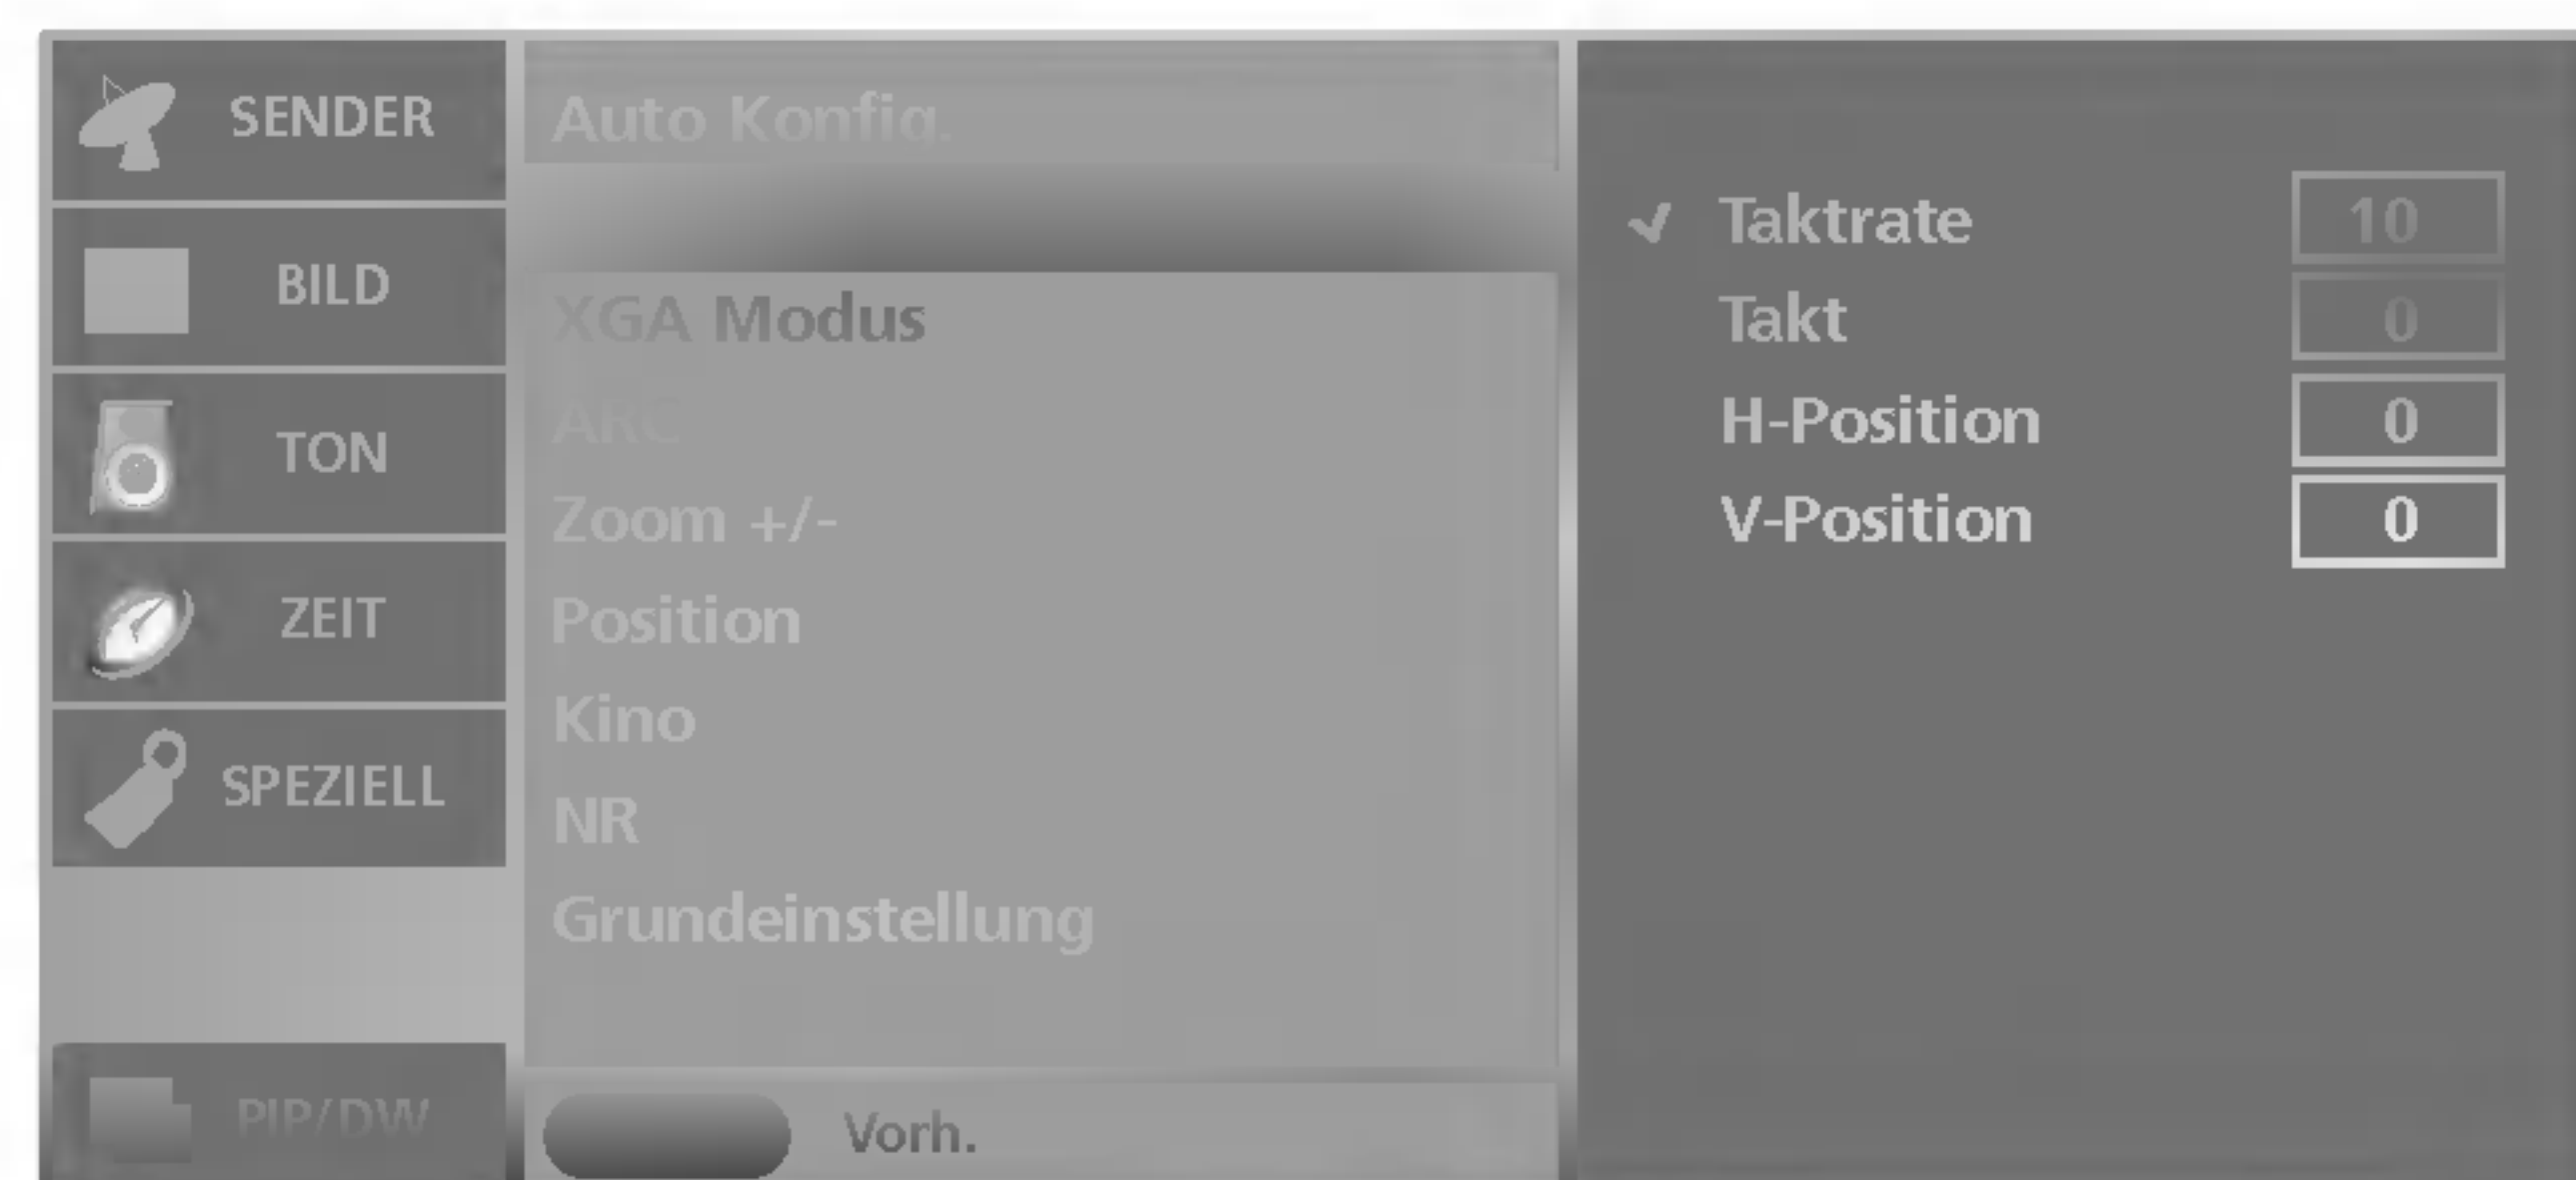 SENDER
BILD
TON
ZEIT
SPEZIELL
PIP/DW
Auto Konfig.
XGA Modus
ARC
Zoom +/-
Position
Kino
NR
Grundeinstellung
Vorh.
Taktrate 10
Takt 0
H-Position 0
V-Position 0